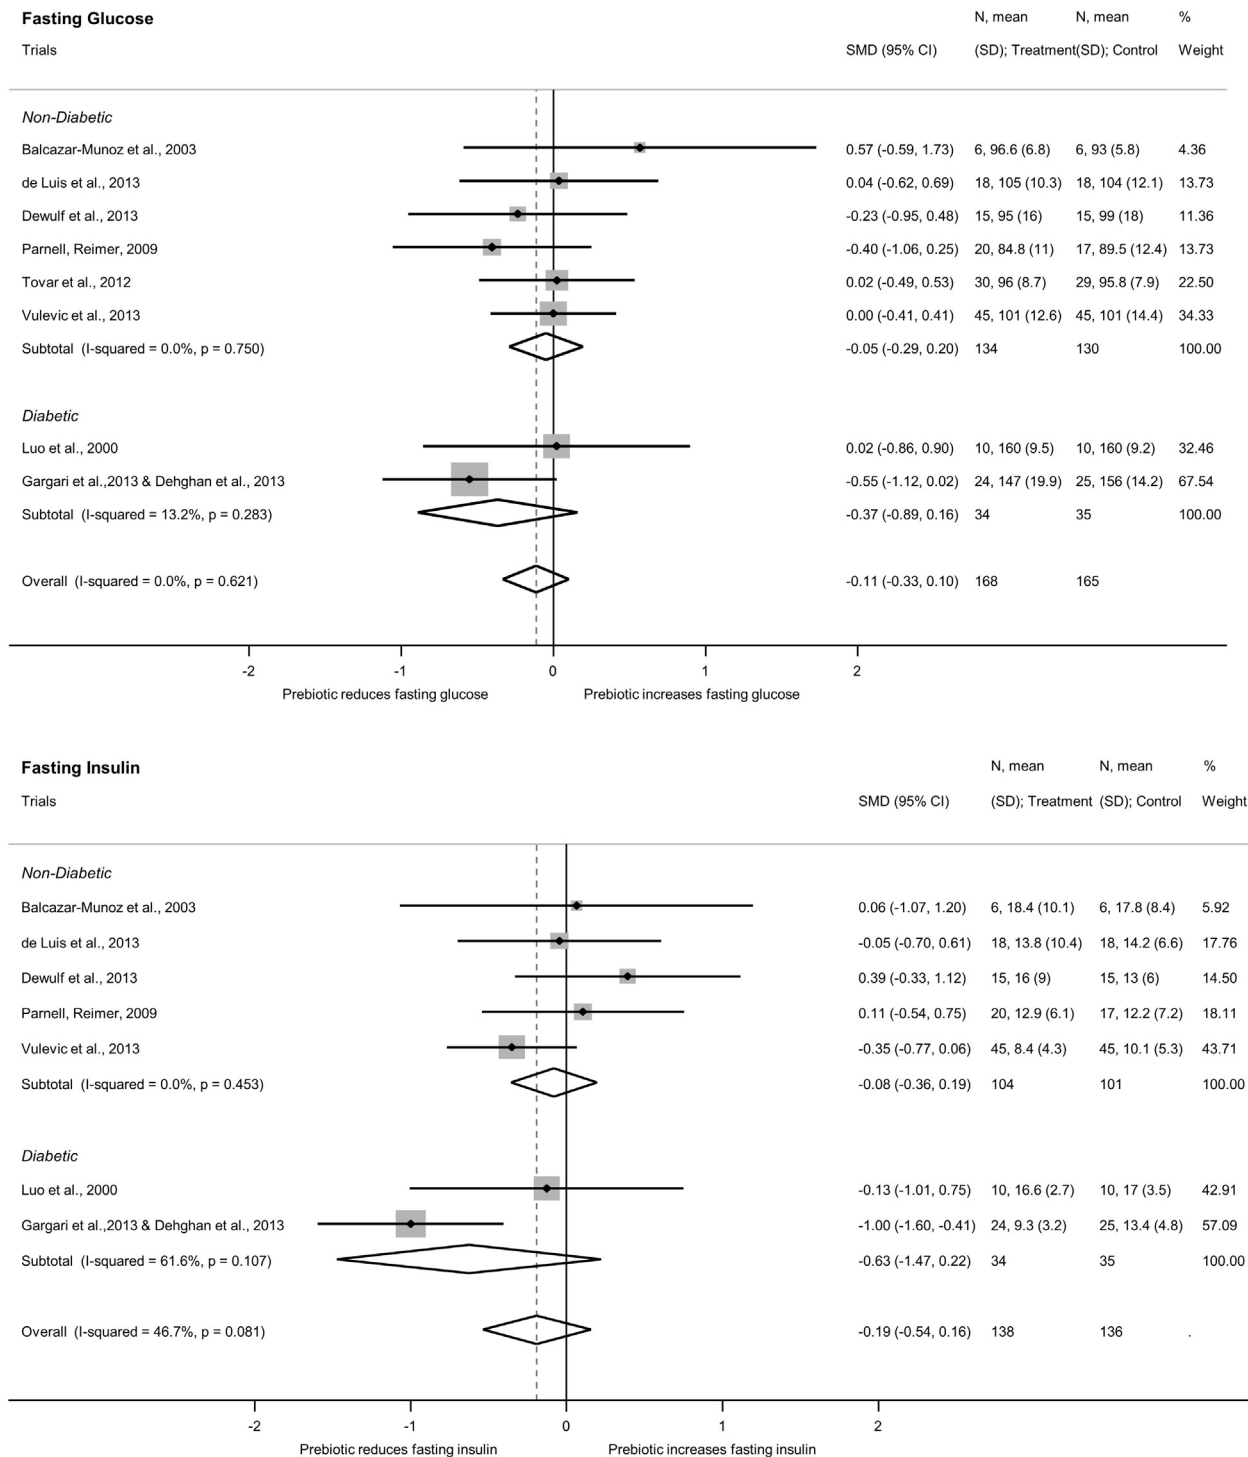 Fasting Glucose N, mean N, mean %
Trials SMD (95% CI) (SD); Treatment(SD); Control Weight
Non-Diabetic
Balcazar-Munoz et al., 2003 0.57 (-0.59, 1.73) 6, 96.6 (6.8) 6, 93 (5.8) 4.36
de Luis et al., 2013 0.04 (-0.62, 0.69) 18, 105 (10.3) 18, 104 (12.1) 13.73
Dewulf et al., 2013 -0.23 (-0.95, 0.48) 15, 95 (16) 15, 99 (18) 11.36
Parnell, Reimer, 2009 -0.40 (-1.06, 0.25) 20, 84.8 (11) 17, 89.5 (12.4) 13.73
Tovar et al., 2012 0.02 (-0.49, 0.53) 30, 96 (8.7) 29, 95.8 (7.9) 22.50
Vulevic et al., 2013 0.00 (-0.41, 0.41) 45, 101 (12.6) 45, 101 (14.4) 34.33
Subtotal (I-squared = 0.0%, p = 0.750) -0.05 (-0.29, 0.20) 134 130 100.00
Diabetic
Luo et al., 2000 0.02 (-0.86, 0.90) 10, 160 (9.5) 10, 160 (9.2) 32.46
Gargari et al.,2013 & Dehghan et al., 2013 -0.55 (-1.12, 0.02) 24, 147 (19.9) 25, 156 (14.2) 67.54
Subtotal (I-squared = 13.2%, p = 0.283) -0.37 (-0.89, 0.16) 34 35 100.00
Overall (I-squared = 0.0%, p = 0.621) -0.11 (-0.33, 0.10) 168 165
-2 -1 0 1 2
Prebiotic reduces fasting glucose Prebiotic increases fasting glucose
Fasting Insulin N, mean N, mean %
Trials SMD (95% CI) (SD); Treatment (SD); Control Weight
Non-Diabetic
Balcazar-Munoz et al., 2003 0.06 (-1.07, 1.20) 6, 18.4 (10.1) 6, 17.8 (8.4) 5.92
de Luis et al., 2013 -0.05 (-0.70, 0.61) 18, 13.8 (10.4) 18, 14.2 (6.6) 17.76
Dewulf et al., 2013 0.39 (-0.33, 1.12) 15, 16 (9) 15, 13 (6) 14.50
Parnell, Reimer, 2009 0.11 (-0.54, 0.75) 20, 12.9 (6.1) 17, 12.2 (7.2) 18.11
Vulevic et al., 2013 -0.35 (-0.77, 0.06) 45, 8.4 (4.3) 45, 10.1 (5.3) 43.71
Subtotal (I-squared = 0.0%, p = 0.453) -0.08 (-0.36, 0.19) 104 101 100.00
Diabetic
Luo et al., 2000 -0.13 (-1.01, 0.75) 10, 16.6 (2.7) 10, 17 (3.5) 42.91
Gargari et al.,2013 & Dehghan et al., 2013 -1.00 (-1.60, -0.41) 24, 9.3 (3.2) 25, 13.4 (4.8) 57.09
Subtotal (I-squared = 61.6%, p = 0.107) -0.63 (-1.47, 0.22) 34 35 100.00
Overall (I-squared = 46.7%, p = 0.081) -0.19 (-0.54, 0.16) 138 136 .
-2 -1 0 1 2
Prebiotic reduces fasting insulin Prebiotic increases fasting insulin